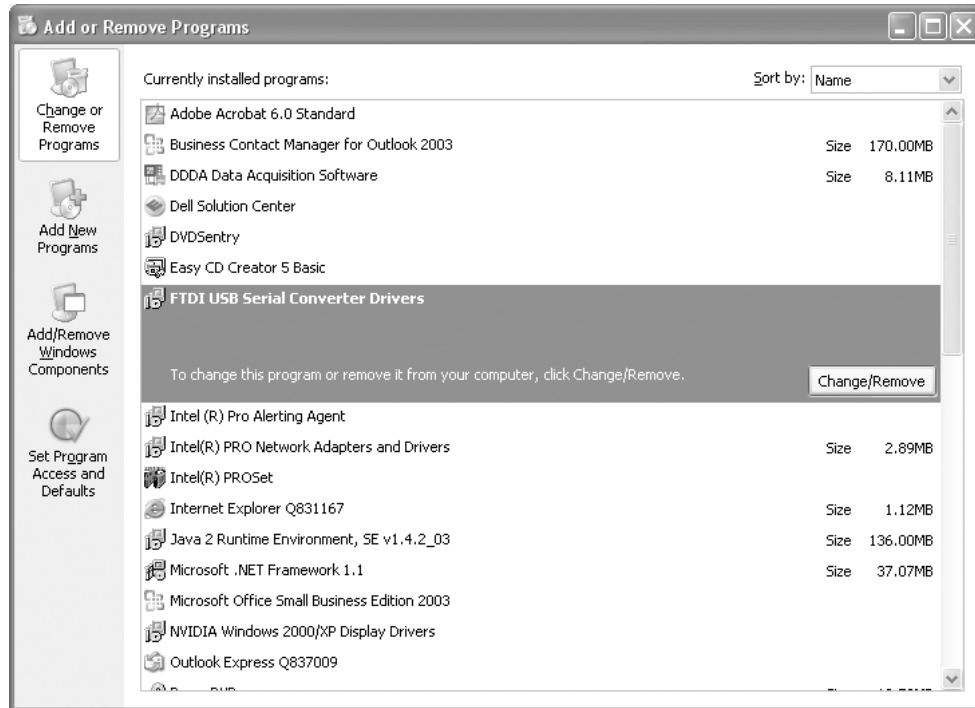 Add or Remove Programs
Change or
Remove
Programs
Add New
Programs
Add/Remove
Windows
Components
Set Program
Access and
Defaults
Currently installed programs:
Sort by: Name
Adobe Acrobat 6.0 Standard
Business Contact Manager for Outlook 2003 Size 170.00MB
DDDA Data Acquisition Software Size 8.11MB
Dell Solution Center
DVDSentry
Easy CD Creator 5 Basic
FTDI USB Serial Converter Drivers
To change this program or remove it from your computer, click Change/Remove.
Change/Remove
Intel (R) Pro Alerting Agent
Intel(R) PRO Network Adapters and Drivers Size 2.89MB
Intel(R) PROSet
Internet Explorer Q831167 Size 1.12MB
Java 2 Runtime Environment, SE v1.4.2_03 Size 136.00MB
Microsoft .NET Framework 1.1 Size 37.07MB
Microsoft Office Small Business Edition 2003
NVIDIA Windows 2000/XP Display Drivers
Outlook Express Q837009